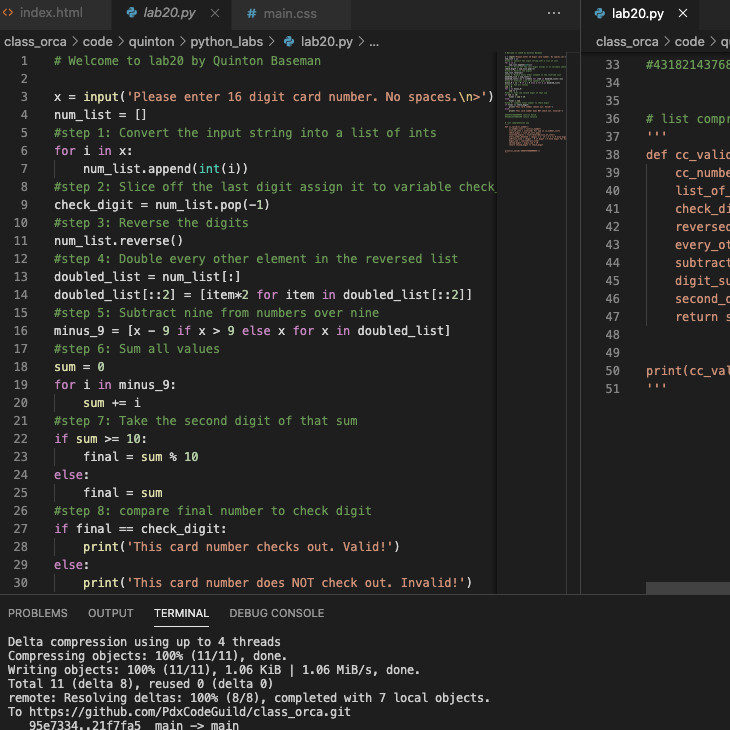 index.html lab20.py × main.css ··· lab20.py ×
class_orca > code > quinton > python_labs > lab20.py > ...
class_orca > code >
1 # Welcome to lab20 by Quinton Baseman
2
3 x = input('Please enter 16 digit card number. No spaces.\n>')
4 num_list = []
5 #step 1: Convert the input string into a list of ints
6 for i in x:
7     num_list.append(int(i))
8 #step 2: Slice off the last digit assign it to variable check_
9 check_digit = num_list.pop(-1)
10 #step 3: Reverse the digits
11 num_list.reverse()
12 #step 4: Double every other element in the reversed list
13 doubled_list = num_list[:]
14 doubled_list[::2] = [item*2 for item in doubled_list[::2]]
15 #step 5: Subtract nine from numbers over nine
16 minus_9 = [x - 9 if x > 9 else x for x in doubled_list]
17 #step 6: Sum all values
18 sum = 0
19 for i in minus_9:
20     sum += i
21 #step 7: Take the second digit of that sum
22 if sum >= 10:
23     final = sum % 10
24 else:
25     final = sum
26 #step 8: compare final number to check digit
27 if final == check_digit:
28     print('This card number checks out. Valid!')
29 else:
30     print('This card number does NOT check out. Invalid!')
33 #4318214376
34
35
36 # list compr
37 '''
38 def cc_valid
39     cc_numbe
40     list_of_
41     check_di
42     reversed
43     every_ot
44     subtract
45     digit_su
46     second_d
47     return s
48
49
50 print(cc_val
51 '''
PROBLEMS OUTPUT TERMINAL DEBUG CONSOLE
Delta compression using up to 4 threads
Compressing objects: 100% (11/11), done.
Writing objects: 100% (11/11), 1.06 KiB | 1.06 MiB/s, done.
Total 11 (delta 8), reused 0 (delta 0)
remote: Resolving deltas: 100% (8/8), completed with 7 local objects.
To https://github.com/PdxCodeGuild/class_orca.git
95e7334..21f7fa5 main -> main